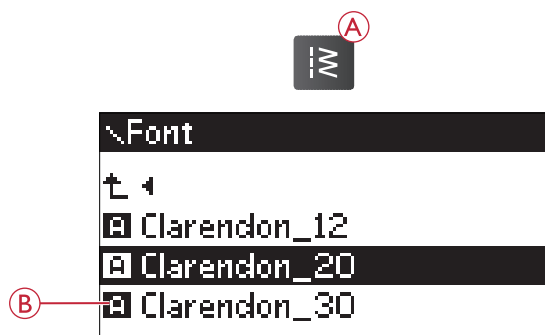 A
\Font
A Clarendon_12
A Clarendon_20
B
A Clarendon_30